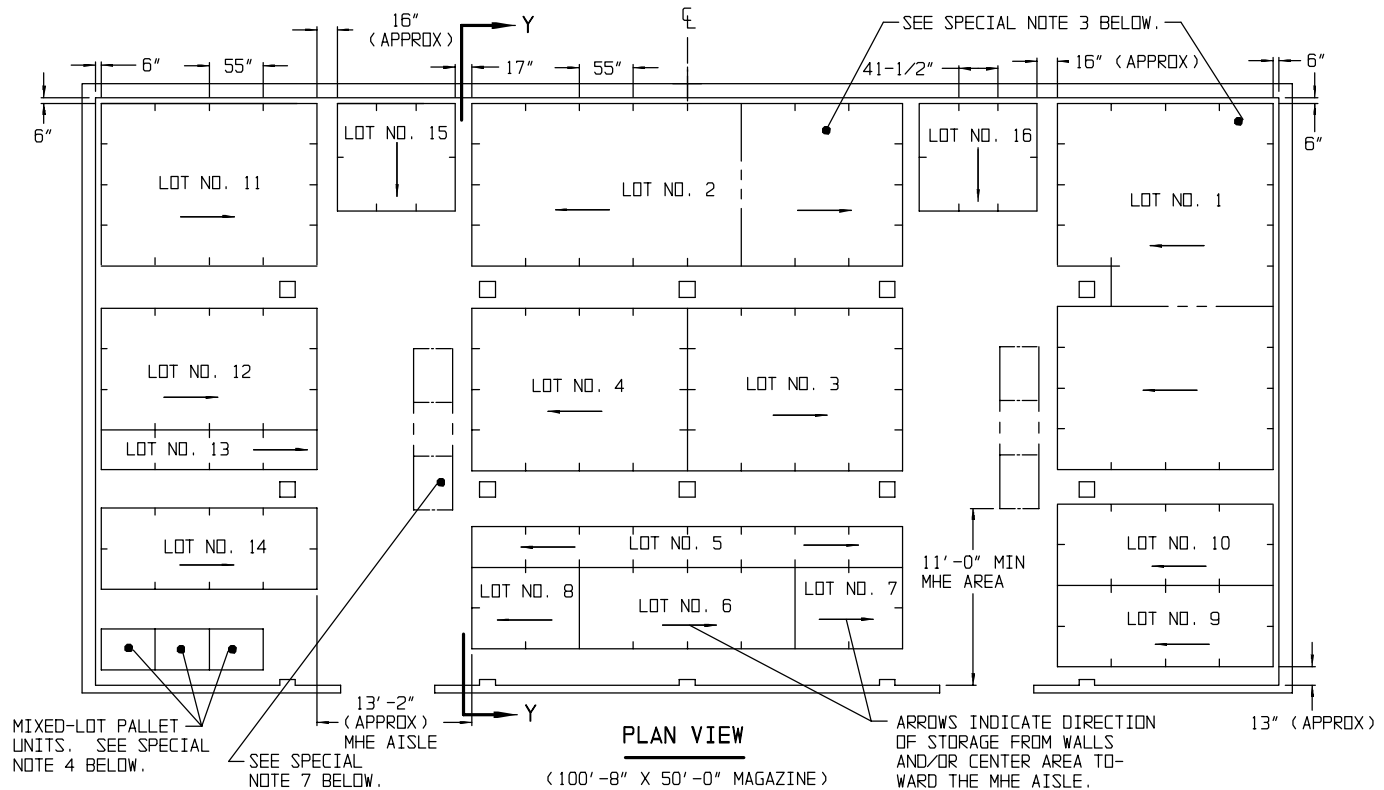 16"
(APPROX)
Y
℄
SEE SPECIAL NOTE 3 BELOW.
6"
55"
17"
55"
41-1/2"
16" (APPROX)
6"
6"
6"
LOT NO. 15
LOT NO. 16
LOT NO. 11
LOT NO. 2
LOT NO. 1
LOT NO. 12
LOT NO. 4
LOT NO. 3
LOT NO. 13
LOT NO. 14
LOT NO. 5
LOT NO. 10
LOT NO. 8
LOT NO. 6
LOT NO. 7
LOT NO. 9
11'-0" MIN
MHE AREA
13'-2"
(APPROX)
MHE AISLE
Y
13" (APPROX)
MIXED-LOT PALLET
UNITS. SEE SPECIAL
NOTE 4 BELOW.
SEE SPECIAL
NOTE 7 BELOW.
PLAN VIEW
(100'-8" X 50'-0" MAGAZINE)
ARROWS INDICATE DIRECTION
OF STORAGE FROM WALLS
AND/OR CENTER AREA TO-
WARD THE MHE AISLE.